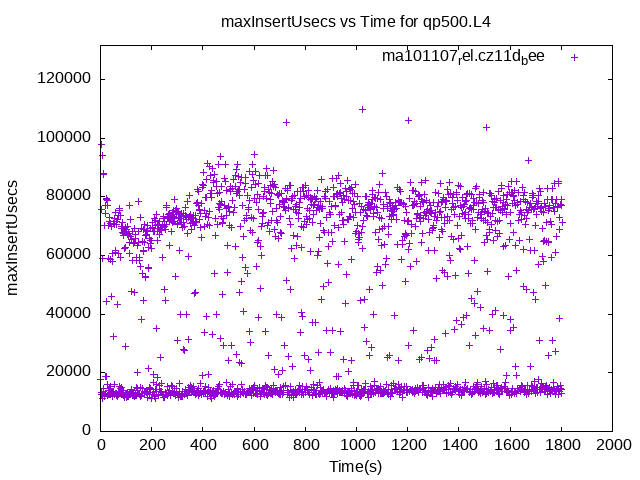 maxInsertUsecs vs Time for qp500.L4
ma101107rel.cz11dbee
maxInsertUsecs
120000
100000
80000
60000
40000
20000
0
0 200 400 600 800 1000 1200 1400 1600 1800 2000
Time(s)